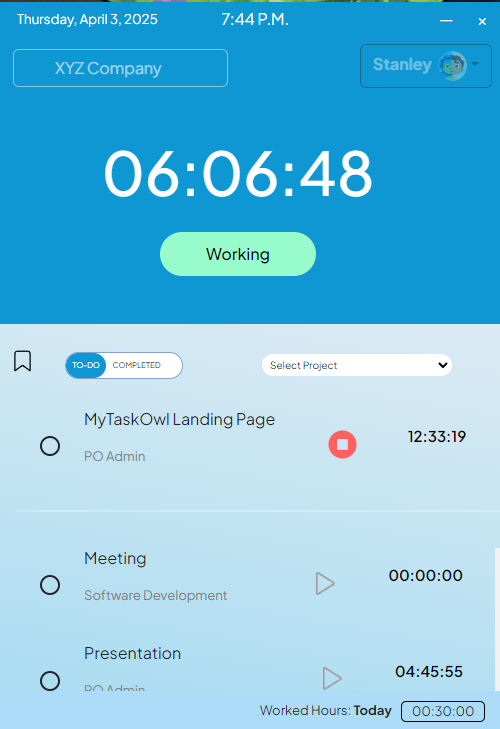 Thursday, April 3, 2025
7:44 P.M.
XYZ Company
Stanley
06:06:48
Working
TO-DO
COMPLETED
Select Project
MyTaskOwl Landing Page
12:33:19
PO Admin
Meeting
00:00:00
Software Development
Presentation
04:45:55
PO Admin
Worked Hours: Today 00:30:00